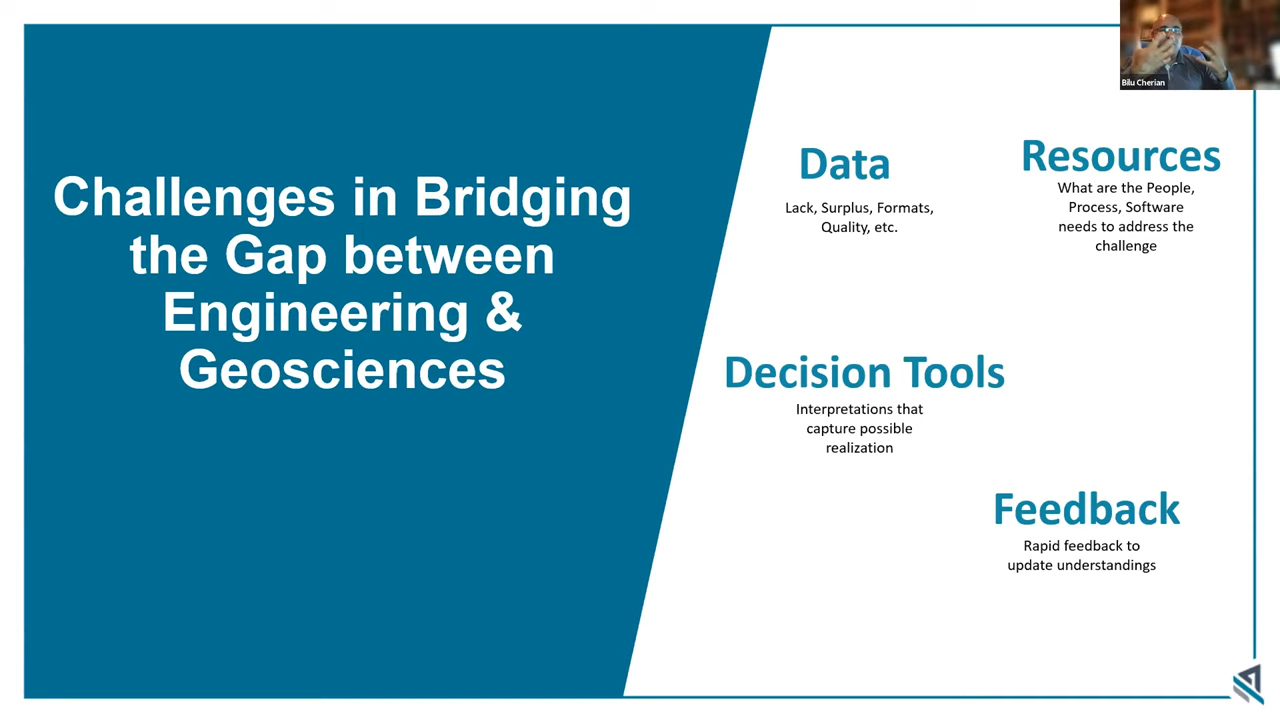 Challenges in Bridging
the Gap between
Engineering &
Geosciences
Data
Lack, Surplus, Formats,
Quality, etc.
Resources
What are the People,
Process, Software
needs to address the
challenge
Decision Tools
Interpretations that
capture possible
realization
Feedback
Rapid feedback to
update understandings
Bilu Cherian